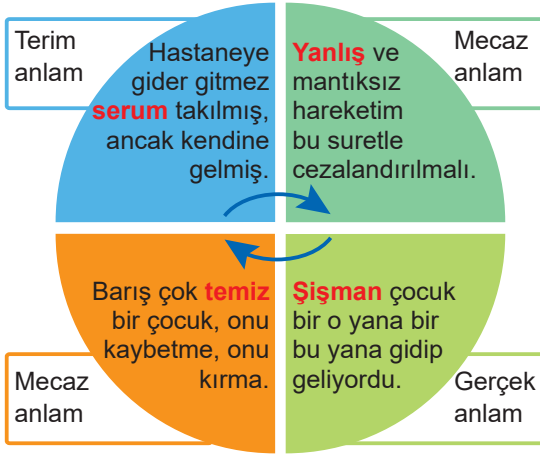 Terim
anlam
Hastaneye
gider gitmez
serum takılmış,
ancak kendine
gelmiş.
Yanlış ve
mantıksız
hareketim
bu suretle
cezalandırılmalı.
Mecaz
anlam
Barış çok temiz
bir çocuk, onu
kaybetme, onu
kırma.
Mecaz
anlam
Şişman çocuk
bir o yana bir
bu yana gidip
geliyordu.
Gerçek
anlam